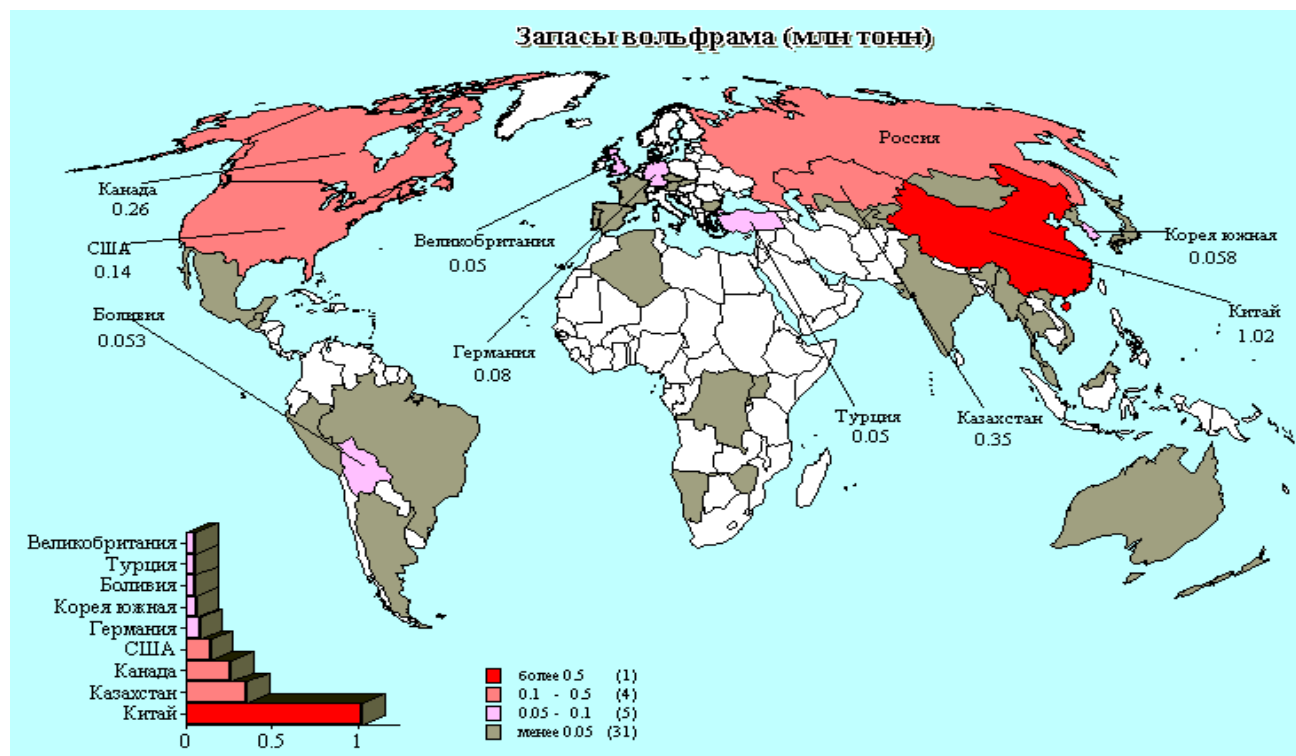 Запасы вольфрама (млн тонн)
Россия
Канада
0.26
США
0.14
Великобритания
0.05
Корея южная
0.058
Боливия
0.053
Китай
1.02
Германия
0.08
Турция
0.05
Казахстан
0.35
Великобритания
Турция
Боливия
Корея южная
Германия
США
Канада
Казахстан
Китай
0 0.5 1
более 0.5 (1)
0.1 - 0.5 (4)
0.05 - 0.1 (5)
менее 0.05 (31)